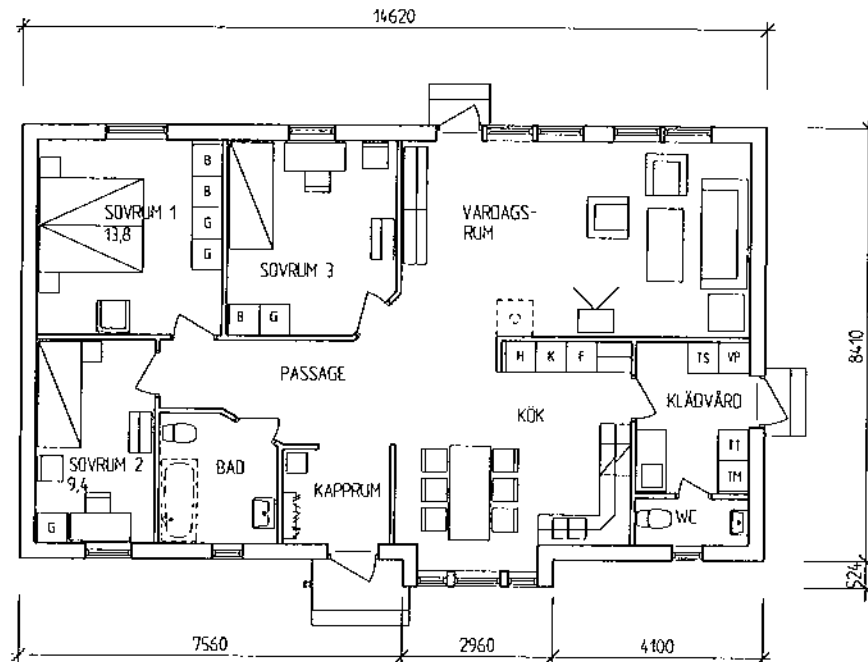 14620
B
B
G
G
SOVRUM 1
13,8
VARDAGS-
RUM
SOVRUM 3
B G
H K F
TS VP
8410
PASSAGE
KLÄDVÅRD
KÖK
SOVRUM 2
9,4
BAD
KAPPRUM
TT
TM
G
WC
524
7560
2960
4100